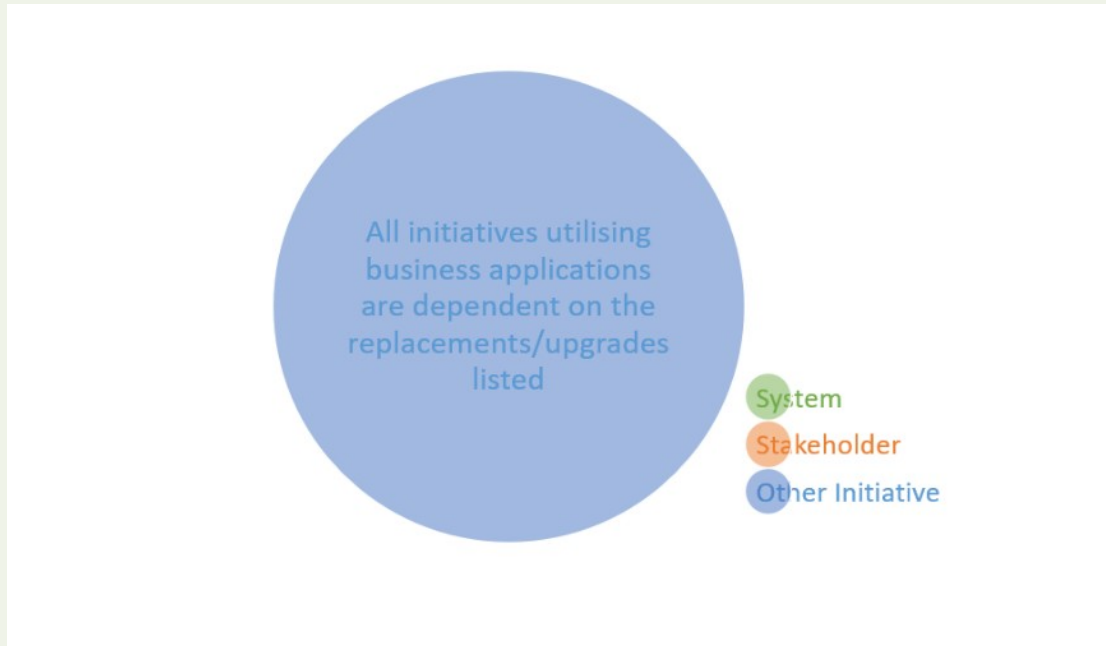 All initiatives utilising
business applications
are dependent on the
replacements/upgrades
listed
System
Stakeholder
Other Initiative